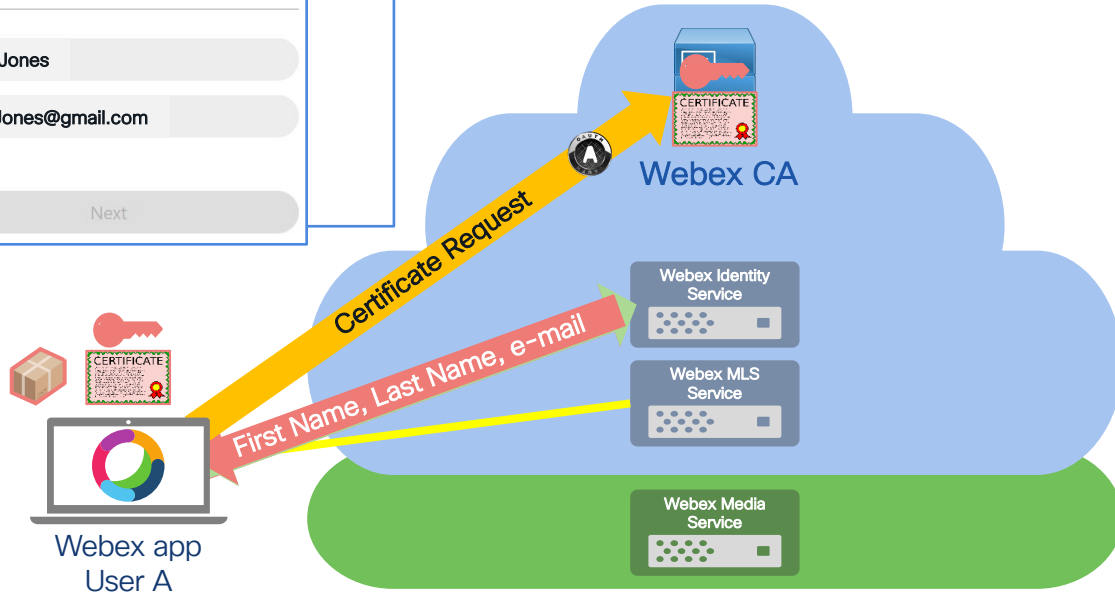 Jones
Jones@gmail.com
Next
CERTIFICATE
Webex CA
Certificate Request
Webex Identity
Service
First Name, Last Name, e-mail
Webex MLS
Service
CERTIFICATE
Webex Media
Service
Webex app
User A